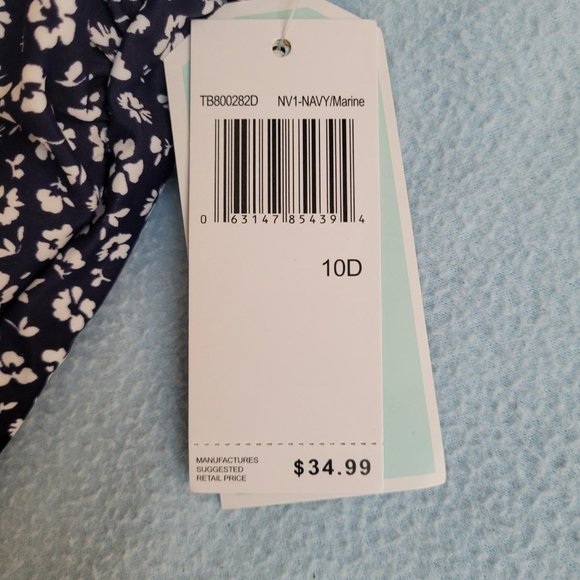 TB800282D NV1-NAVY/Marine
0 63147 85439 4
10D
MANUFACTURES
SUGGESTED
RETAIL PRICE
$34.99